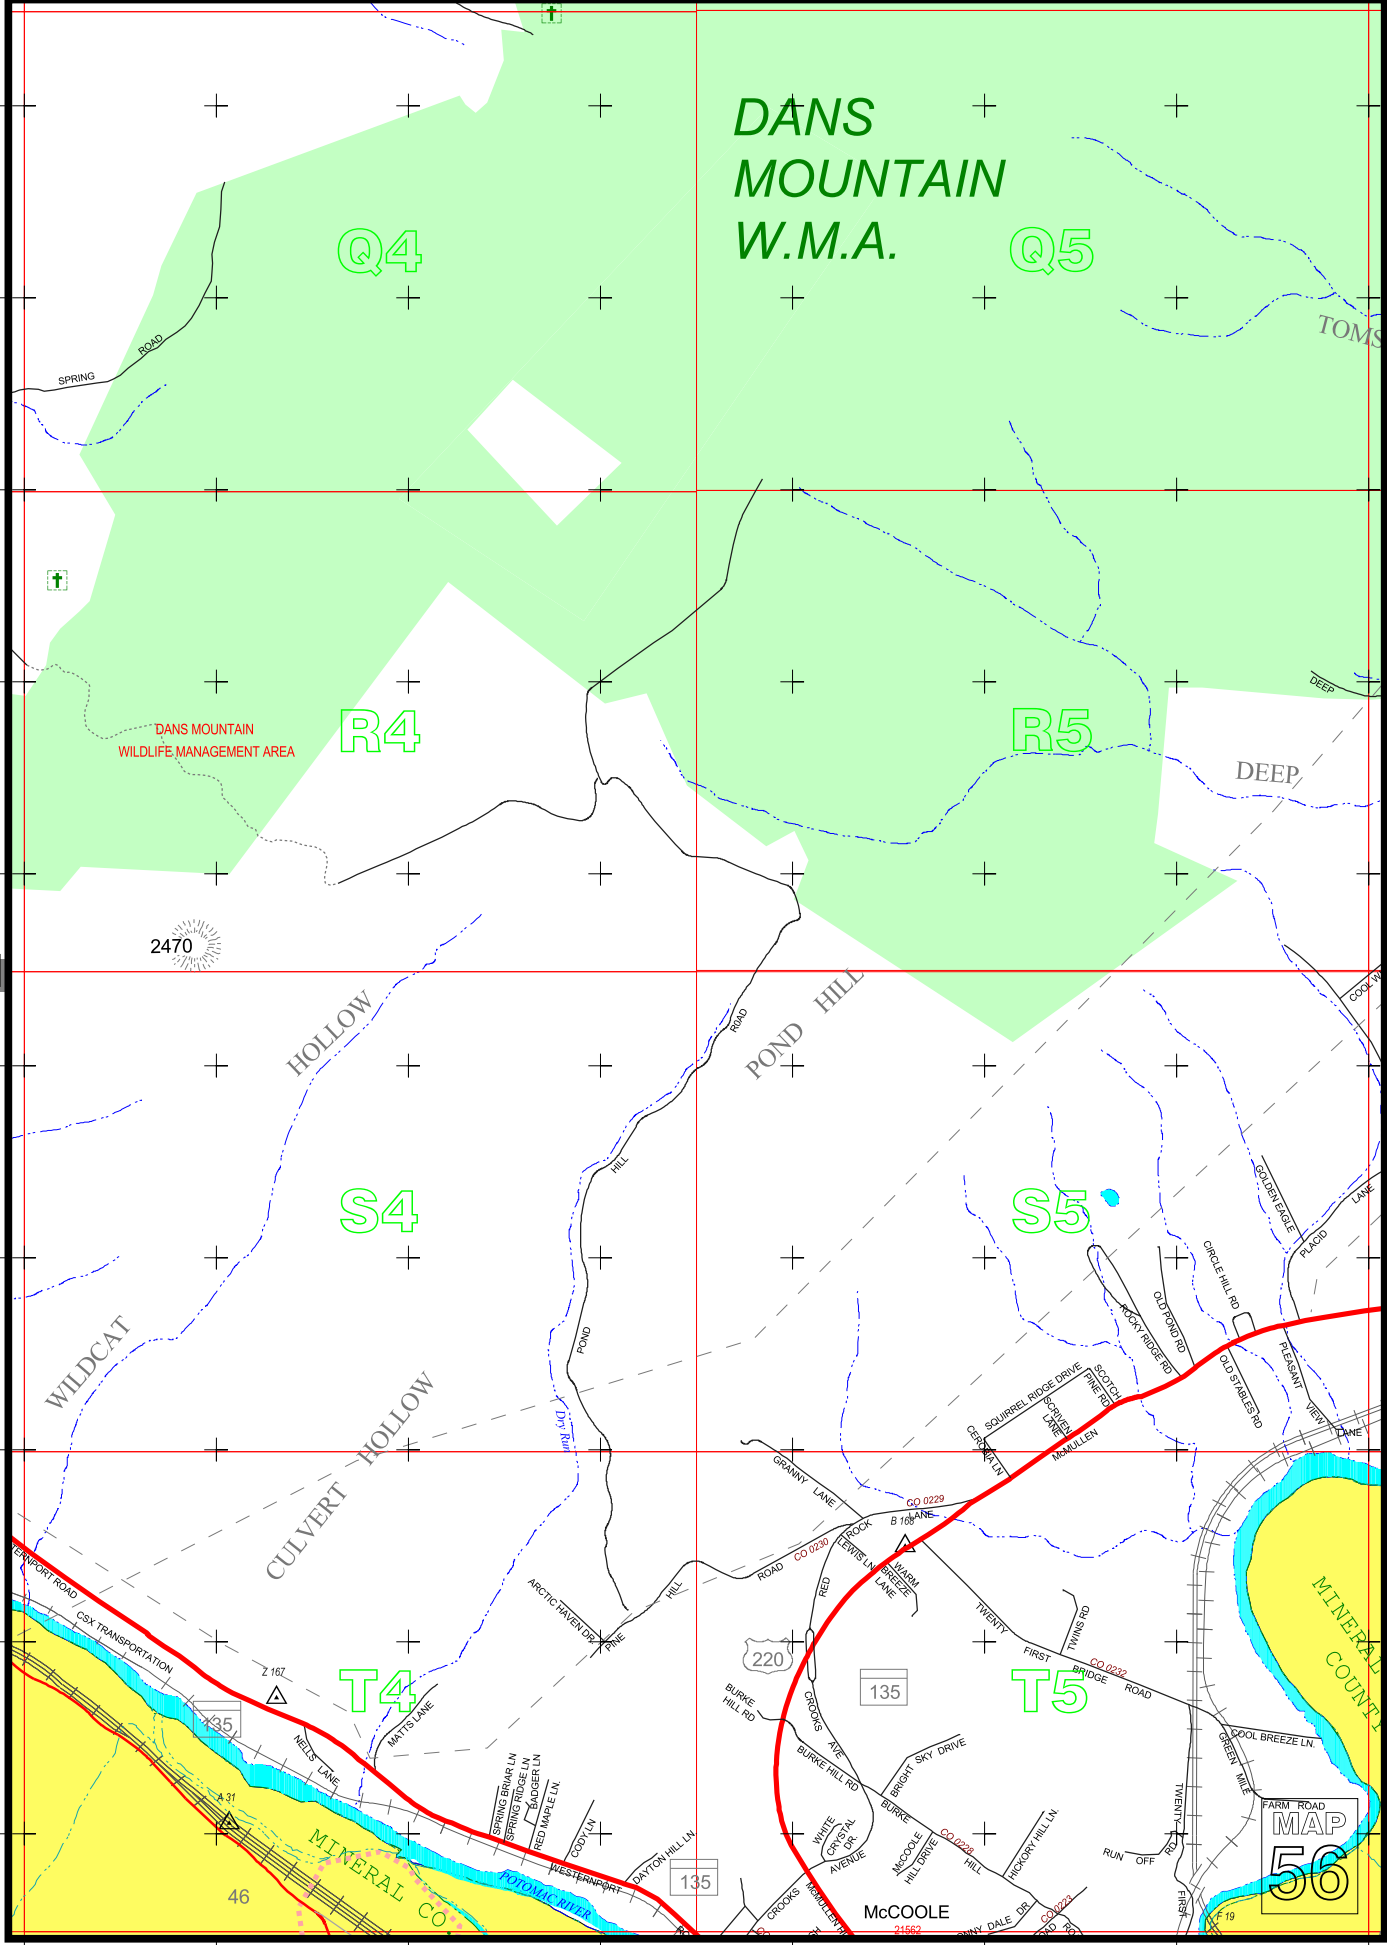 DANS
MOUNTAIN
W.M.A.
Q4
Q5
TOMS
SPRING
ROAD
DANS MOUNTAIN
WILDLIFE MANAGEMENT AREA
R4
R5
DEEP
DEEP
2470
HOLLOW
POND HILL
ROAD
COOL W
HILL
S4
S5
GOLDEN EAGLE
LANE
PLACID
CIRCLE HILL RD
OLD POND RD
ROCKY RIDGE RD
POND
WILDCAT
CULVERT HOLLOW
Dry Run
SQUIRREL RIDGE DRIVE
SCOTCH
PINE RD
SCRIVEN
LANE
OLD STABLES RD
PLEASANT
VIEW
LANE
McMULLEN
GRANNY
LANE
CO 0229
LANE
B 168
ROCK
CO 0230
ROAD
LEWIS LN
WARM
BREEZE
LANE
RED
HILL
PINE
ARCTIC HAVEN DR.
TWENTY
FIRST
BRIDGE
ROAD
TWINS RD
CO 0232
MINERAL
COUNTY
TERNPORT ROAD
CSX TRANSPORTATION
Z 167
135
T4
T5
220
135
MATTS LANE
NELLS LANE
BURKE
HILL RD
CROOKS
AVE
BURKE HILL RD
BRIGHT SKY DRIVE
COOL BREEZE LN.
GREEN
MILE
FARM ROAD
TWENTY
RD
FIRST
RUN OFF
A 31
SPRING BRIAR LN
SPRING RIDGE LN
BADGER LN
RED MAPLE LN.
CODY LN
DAYTON HILL LN
WESTERNPORT
135
POTOMAC RIVER
MINERAL CO
46
WHITE
CRYSTAL
DR.
AVENUE
CROOKS
BURKE
CO 0228
HILL
McCOOLE
HILL DRIVE
HICKORY HILL LN.
McMULLEN H
McCOOLE
21562
ONNY DALE DR.
CO 0223
F 19
MAP
56